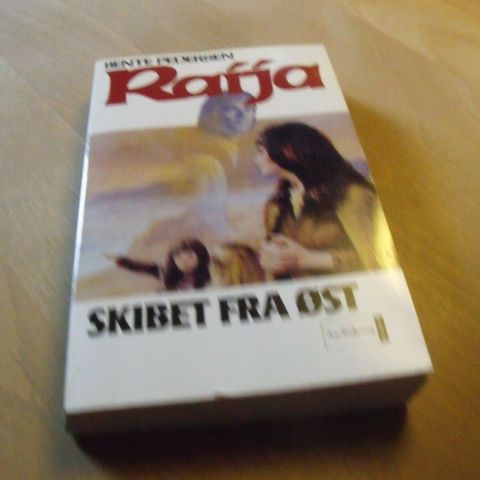 BENTE PEDERSEN
Raija
SKIBET FRA ØST